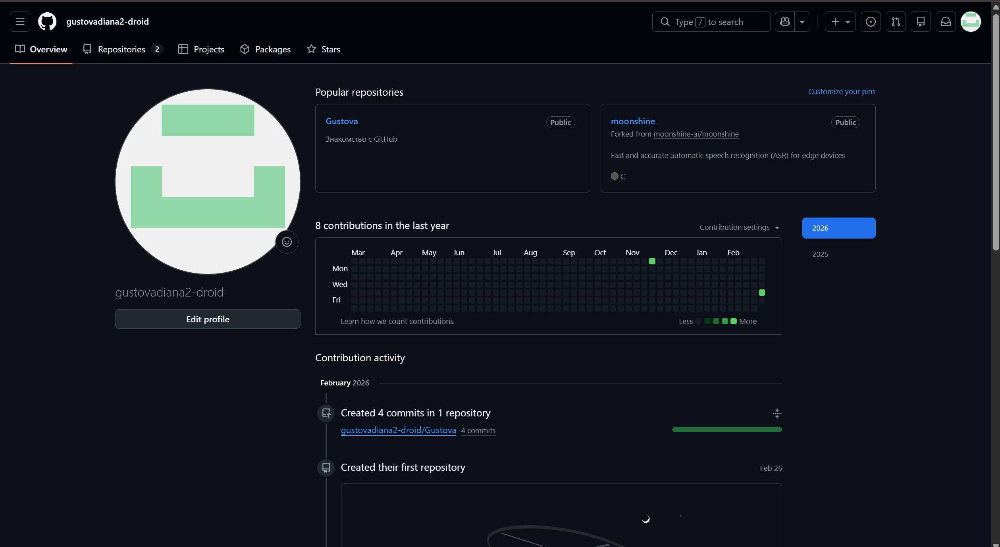 gustovadiana2-droid
Type / to search
Overview
Repositories 2
Projects
Packages
Stars
gustovadiana2-droid
Edit profile
Popular repositories
Customize your pins
Gustova
Public
Знакомство с GitHub
moonshine
Public
Forked from moonshine-ai/moonshine
Fast and accurate automatic speech recognition (ASR) for edge devices
C
8 contributions in the last year
Contribution settings
2026
2025
Mar Apr May Jun Jul Aug Sep Oct Nov Dec Jan Feb
Mon
Wed
Fri
Learn how we count contributions
Less More
Contribution activity
February 2026
Created 4 commits in 1 repository
gustovadiana2-droid/Gustova 4 commits
Created their first repository
Feb 26